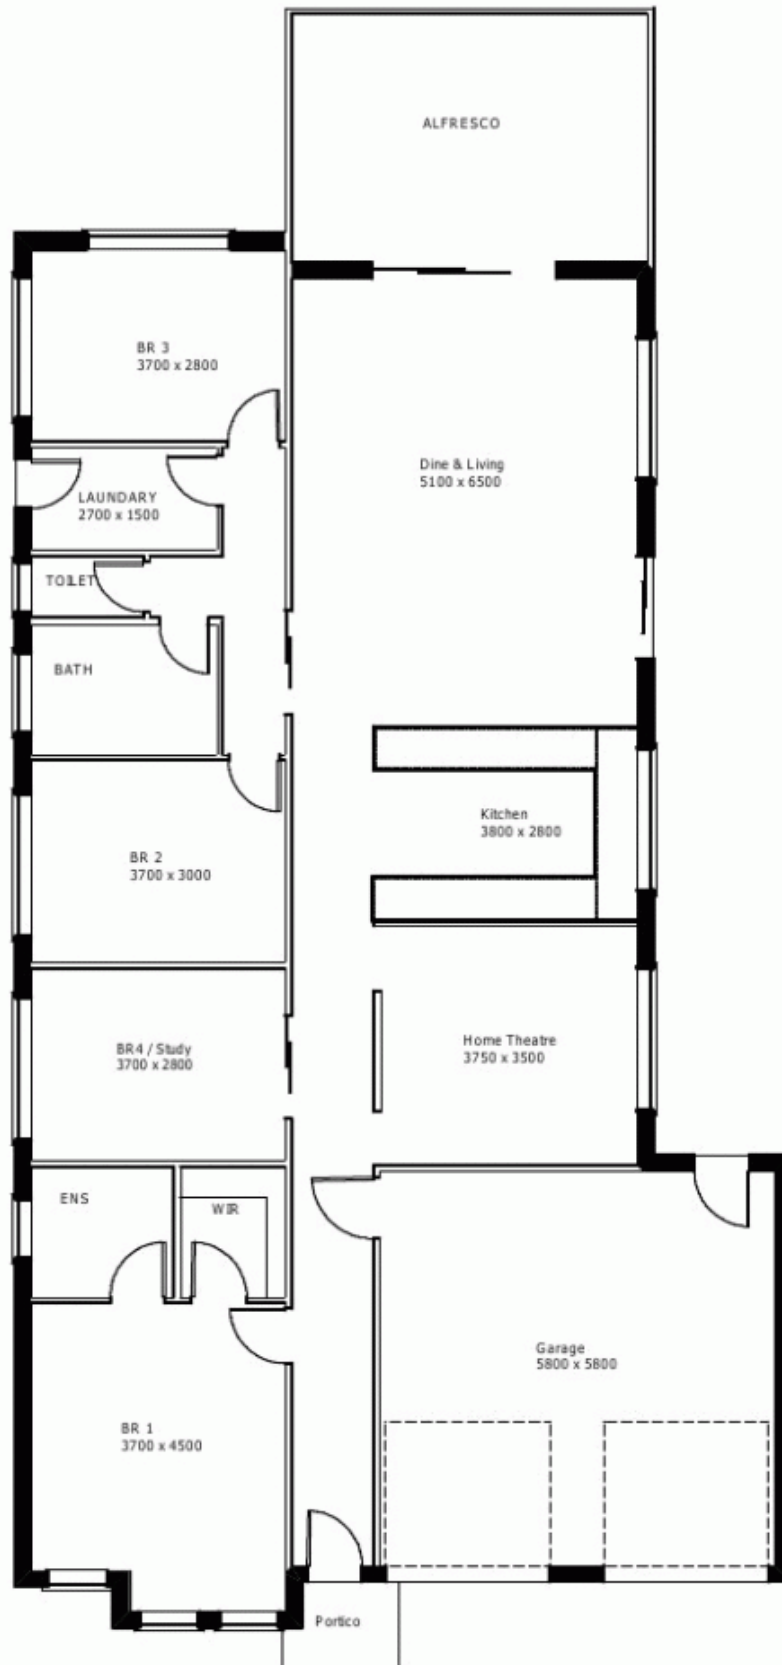 ALFRESCO
BR 3
3700 x 2800
Dine & Living
5100 x 6500
LAUNDARY
2700 x 1500
TOILET
BATH
Kitchen
3800 x 2800
BR 2
3700 x 3000
Home Theatre
3750 x 3500
BR4 / Study
3700 x 2800
ENS
WIR
Garage
5800 x 5800
BR 1
3700 x 4500
Portico